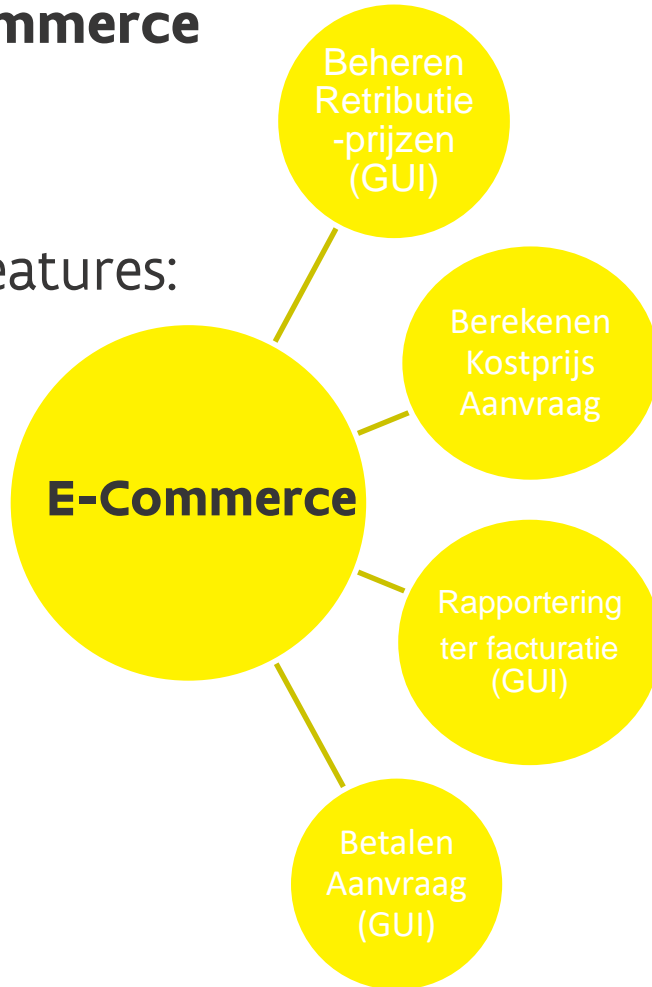 mmerce
Beheren
Retributie
-prijzen
(GUI)
eatures:
Berekenen
Kostprijs
Aanvraag
E-Commerce
Rapportering
ter facturatie
(GUI)
Betalen
Aanvraag
(GUI)